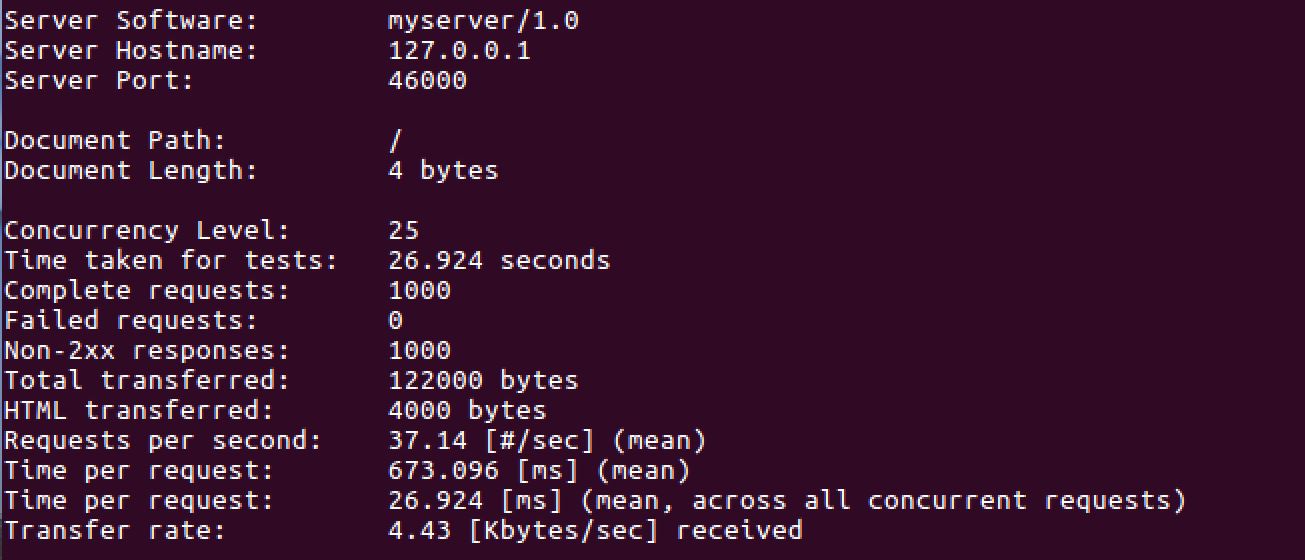 Server Software: myserver/1.0
Server Hostname: 127.0.0.1
Server Port: 46000
Document Path: /
Document Length: 4 bytes
Concurrency Level: 25
Time taken for tests: 26.924 seconds
Complete requests: 1000
Failed requests: 0
Non-2xx responses: 1000
Total transferred: 122000 bytes
HTML transferred: 4000 bytes
Requests per second: 37.14 [#/sec] (mean)
Time per request: 673.096 [ms] (mean)
Time per request: 26.924 [ms] (mean, across all concurrent requests)
Transfer rate: 4.43 [Kbytes/sec] received